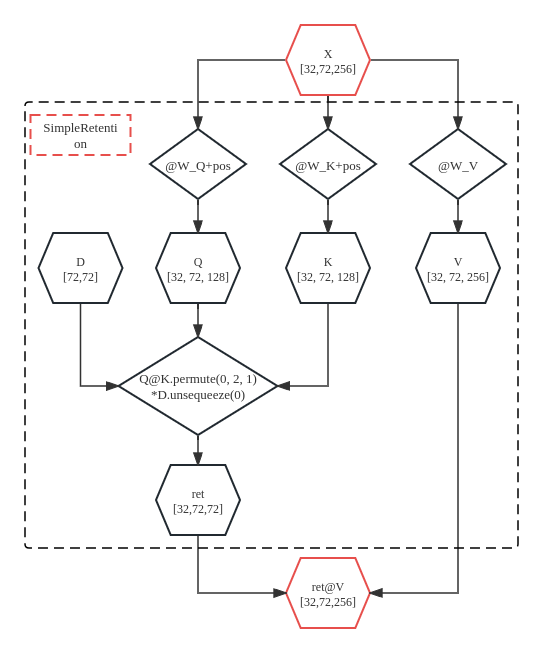 X
[32,72,256]
SimpleRetenti
on
@W_Q+pos
@W_K+pos
@W_V
D
[72,72]
Q
[32, 72, 128]
K
[32, 72, 128]
V
[32, 72, 256]
Q@K.permute(0, 2, 1)
*D.unsequeeze(0)
ret
[32,72,72]
ret@V
[32,72,256]